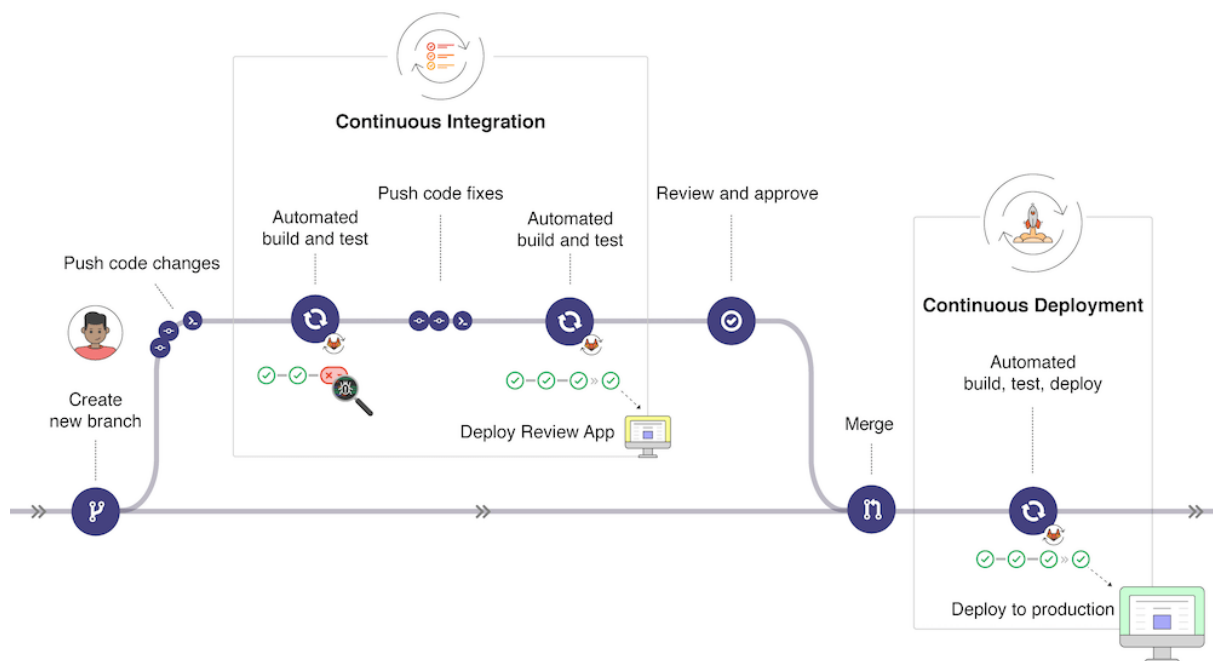 Continuous Integration
Push code fixes
Review and approve
Automated
build and test
Automated
build and test
Push code changes
Continuous Deployment
Automated
build, test, deploy
Create
new branch
Merge
Deploy Review App
Deploy to production